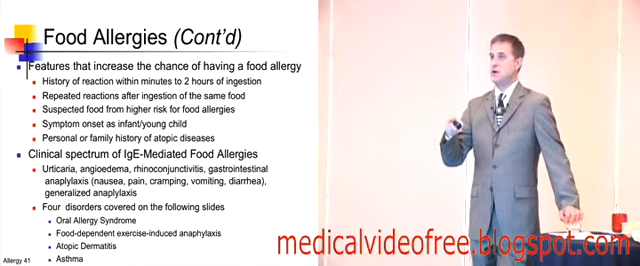 Food Allergies (Cont'd)
Features that increase the chance of having a food allergy
History of reaction within minutes to 2 hours of ingestion
Repeated reactions after ingestion of the same food
Suspected food from higher risk for food allergies
Symptom onset as infant/young child
Personal or family history of atopic diseases
Clinical spectrum of IgE-Mediated Food Allergies
Urticaria, angioedema, rhinoconjunctivitis, gastrointestinal
anaplyaxis (nausea, pain, cramping, vomiting, diarrhea),
generalized anaplyaxis
Four disorders covered on the following slides
Oral Allergy Syndrome
Food-dependent exercise-induced anaphylaxis
Atopic Dermatitis
Asthma
Allergy 41
medicalvideofree.blogspot.com